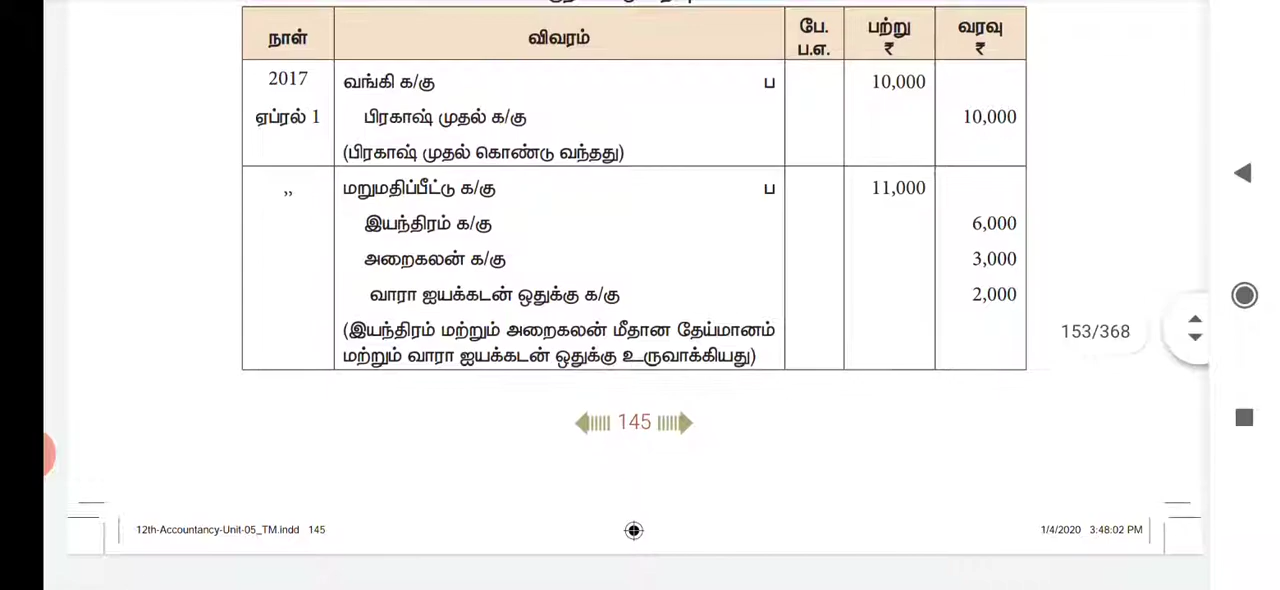 நாள் விவரம் பே. ப.எ. பற்று ₹ வரவு ₹
2017 வங்கி க/கு ப 10,000
ஏப்ரல் 1 பிரகாஷ் முதல் க/கு 10,000
(பிரகாஷ் முதல் கொண்டு வந்தது)
,, மறுமதிப்பீட்டு க/கு ப 11,000
இயந்திரம் க/கு 6,000
அறைகலன் க/கு 3,000
வாரா ஐயக்கடன் ஒதுக்கு க/கு 2,000
(இயந்திரம் மற்றும் அறைகலன் மீதான தேய்மானம்
மற்றும் வாரா ஐயக்கடன் ஒதுக்கு உருவாக்கியது)
153/368
145
12th-Accountancy-Unit-05_TM.indd 145 1/4/2020 3:48:02 PM